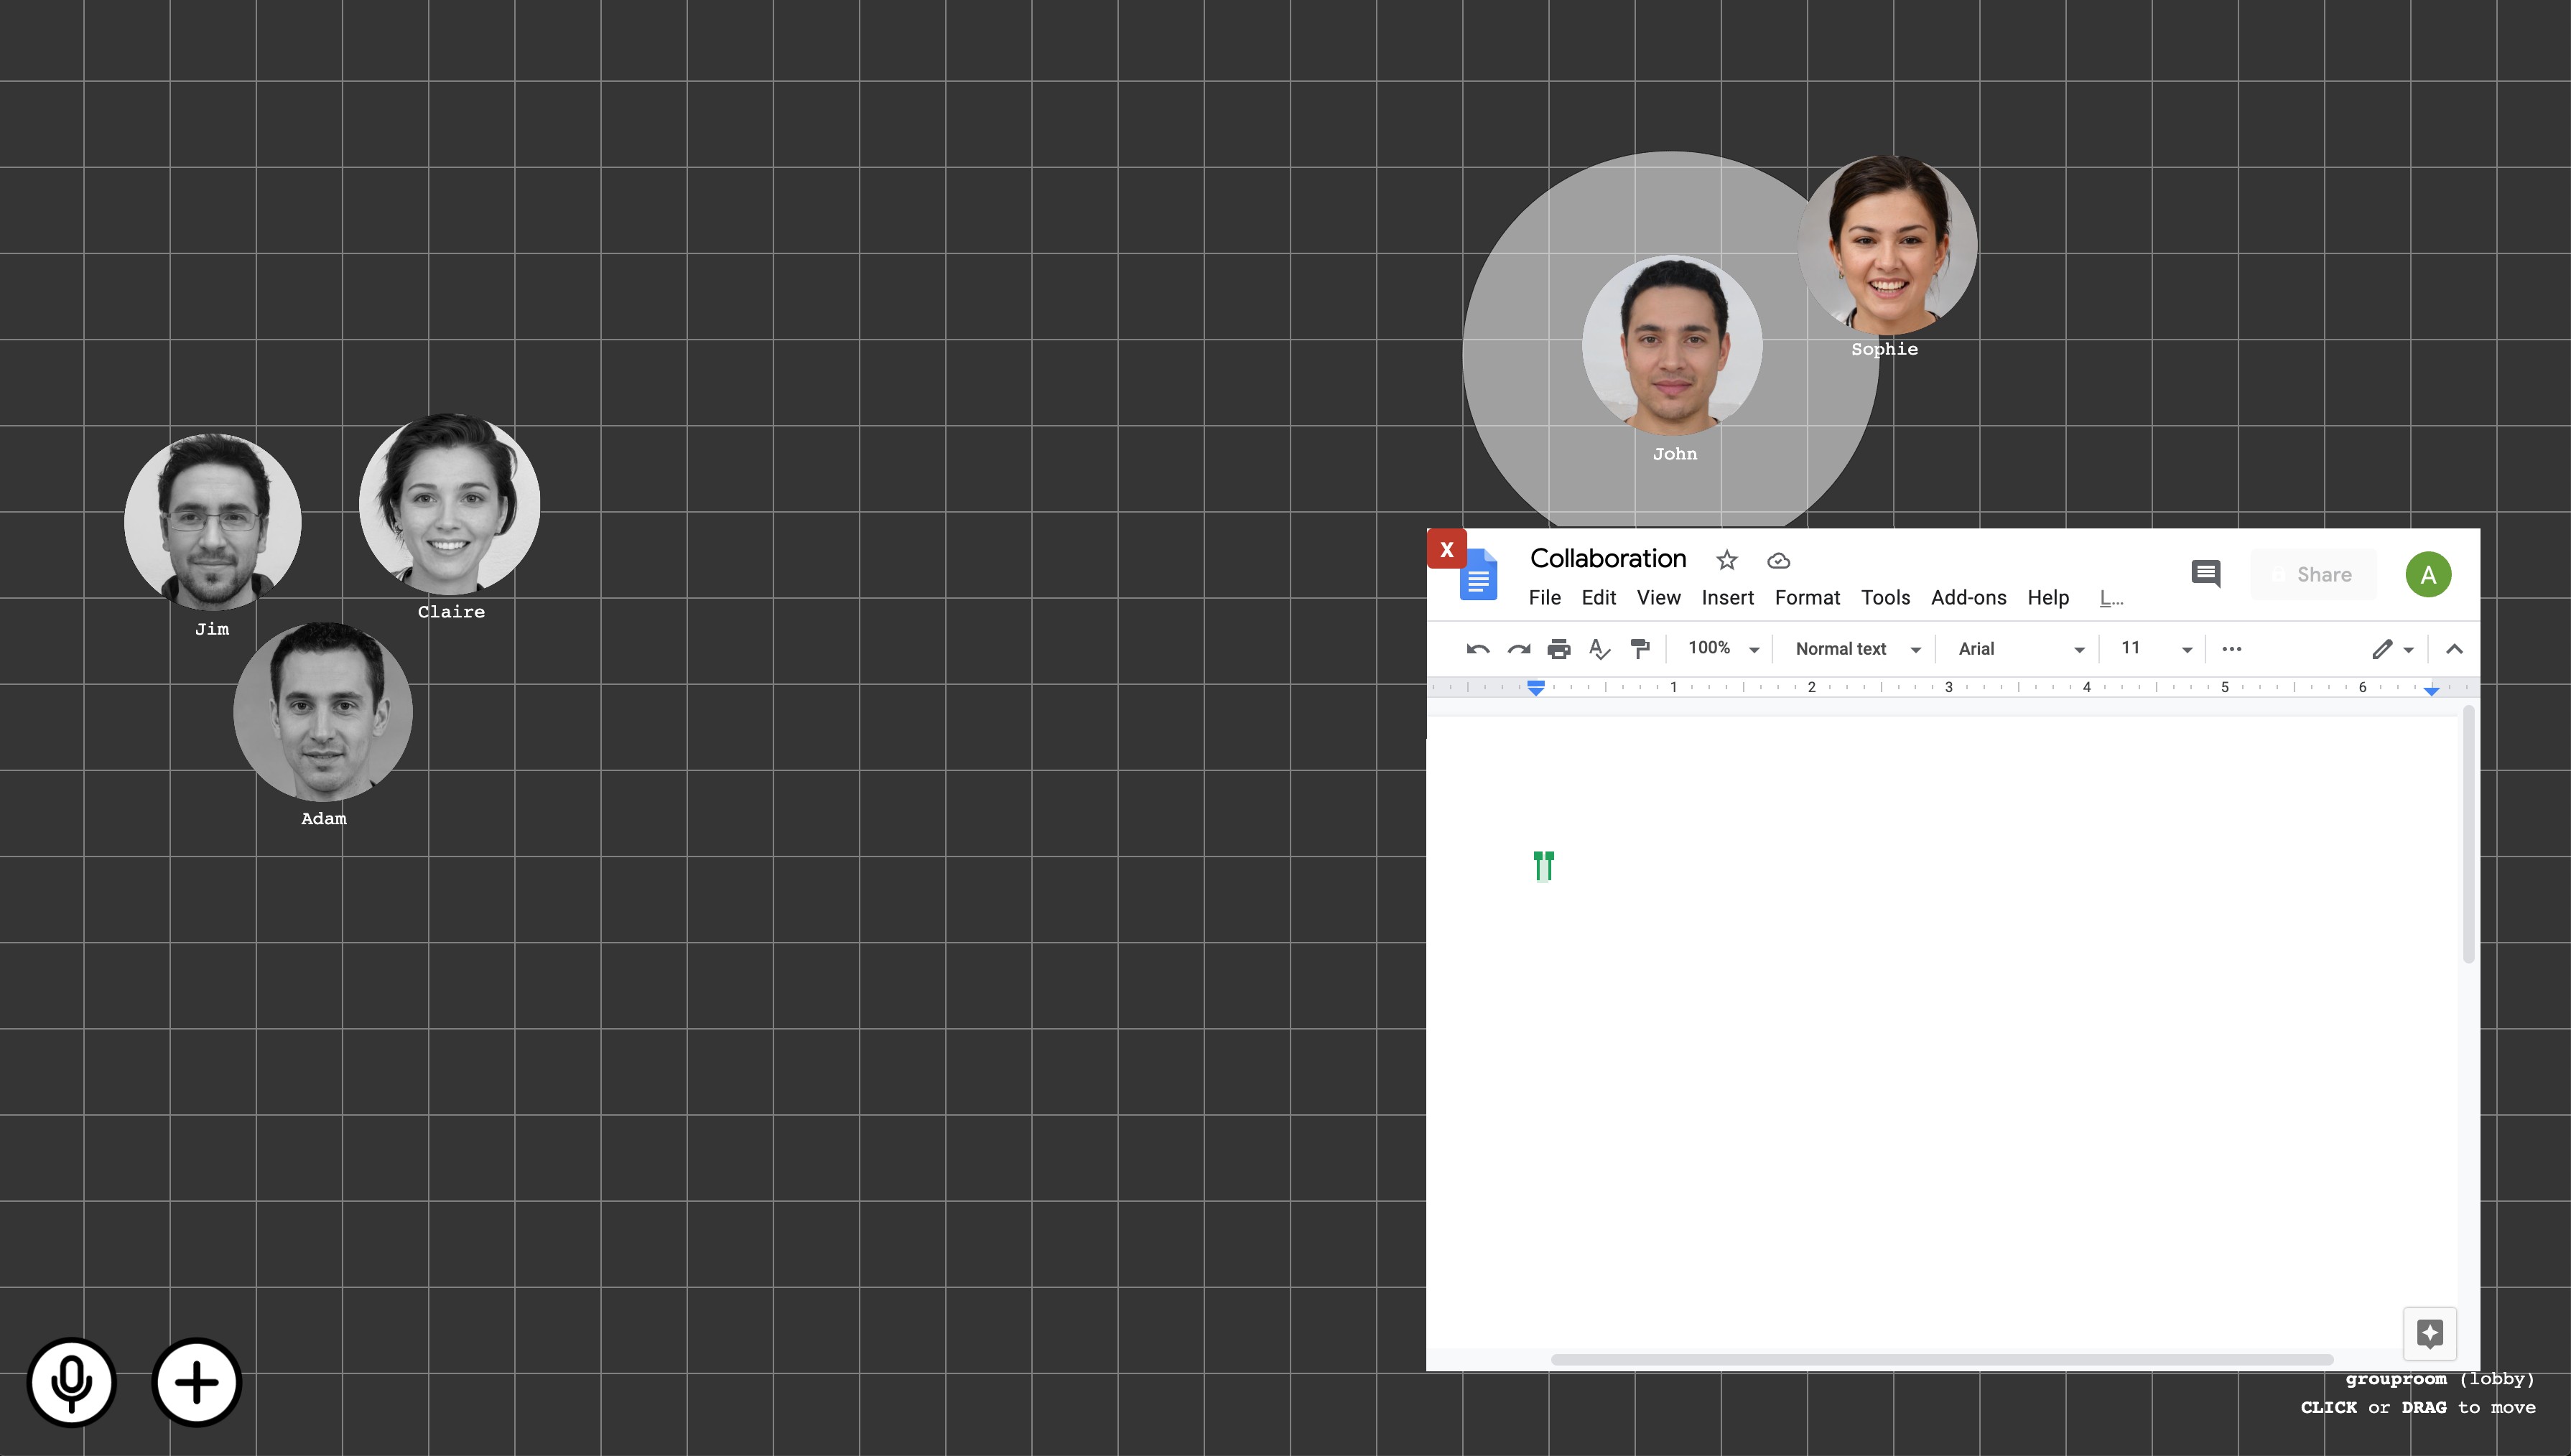 Sophie
John
Jim
Claire
Adam
X
Collaboration
Share
A
File Edit View Insert Format Tools Add-ons Help L...
100% Normal text Arial 11
1 2 3 4 5 6
grouproom (lobby)
CLICK or DRAG to move